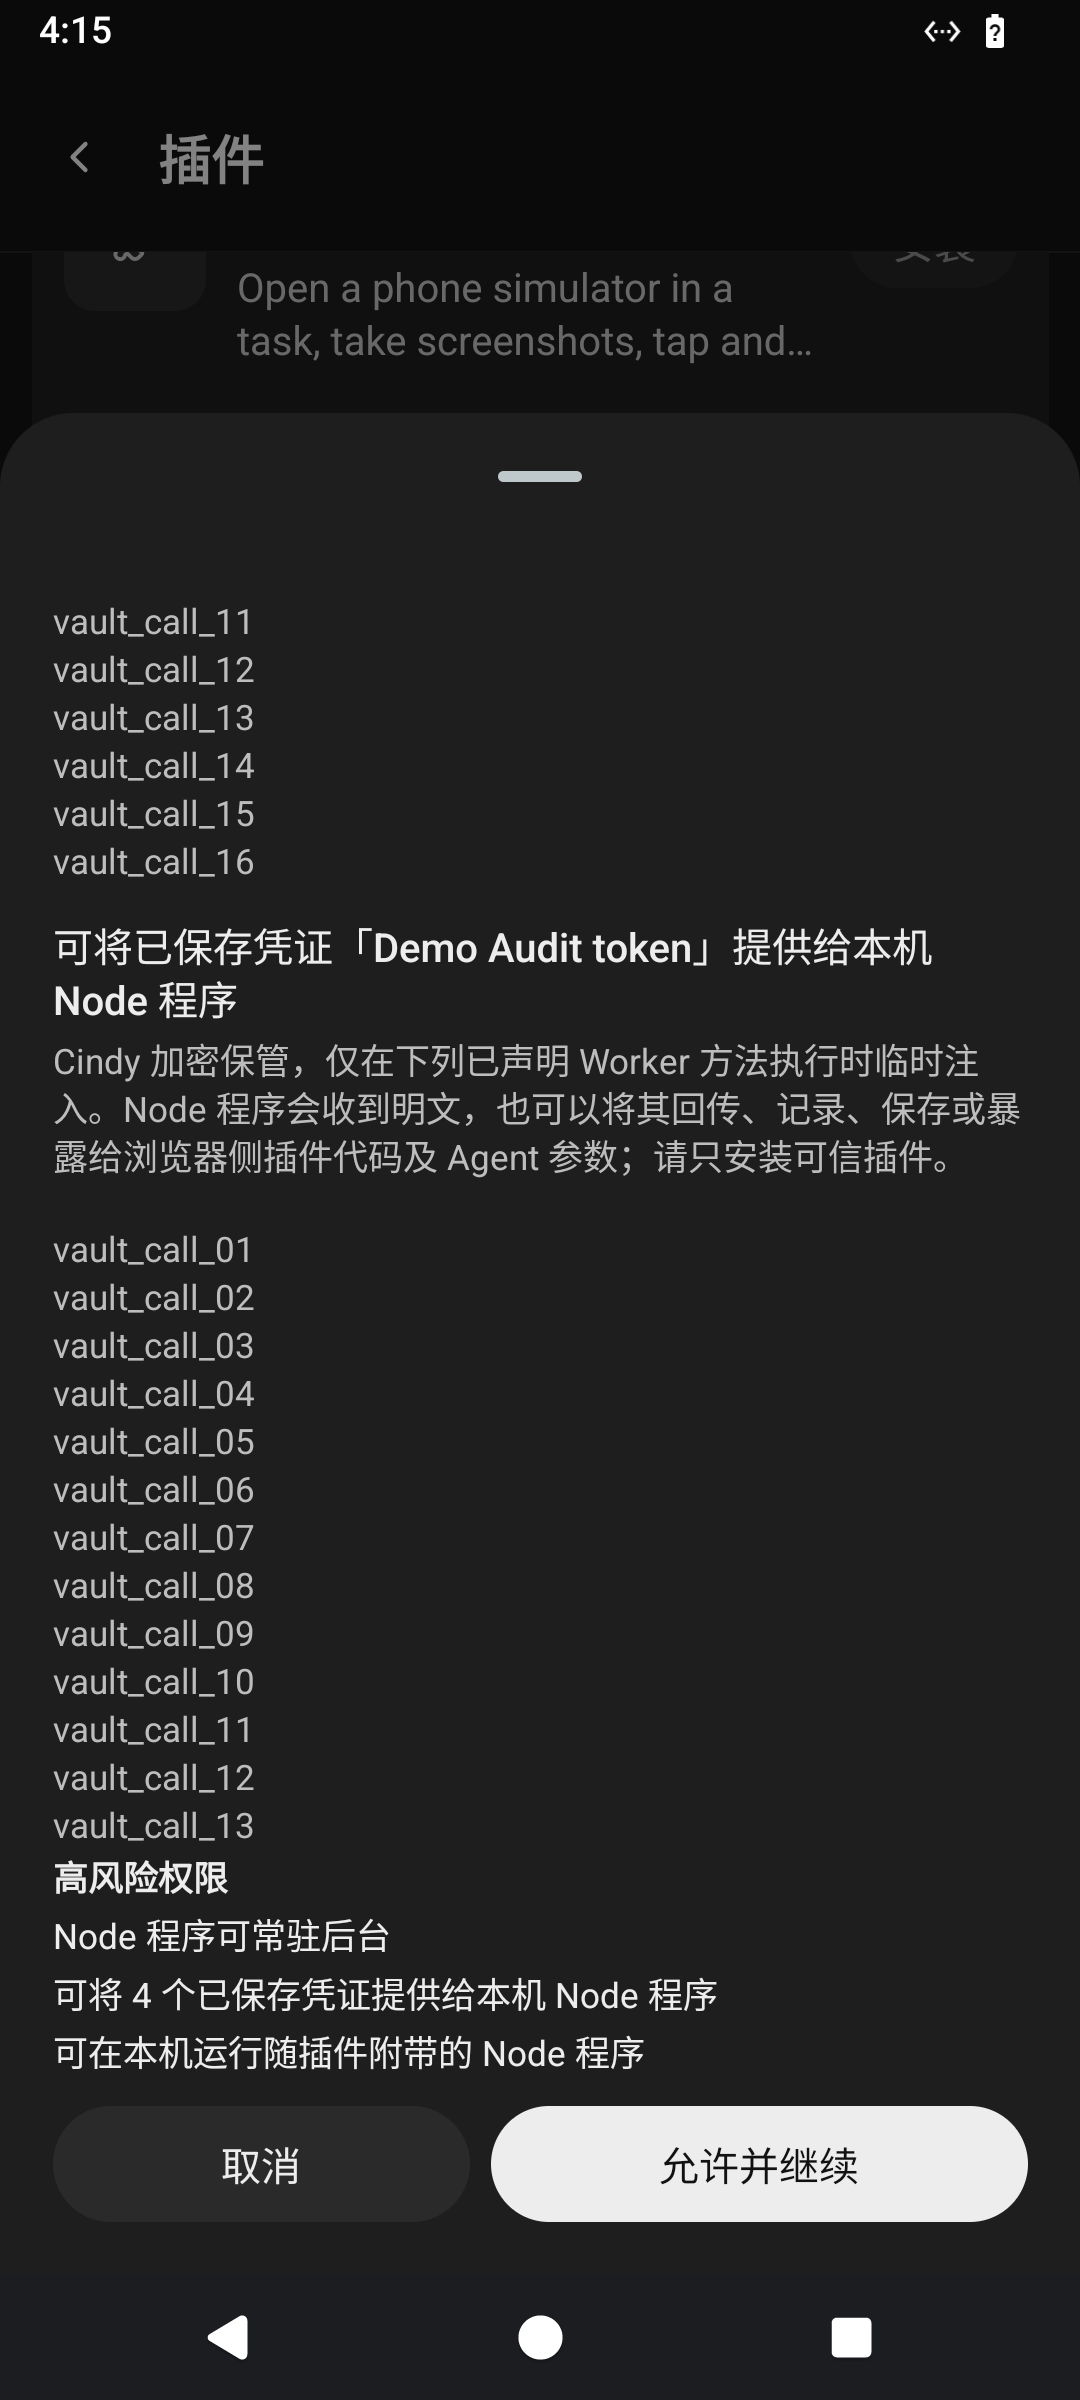 4:15
插件
安装
Open a phone simulator in a
task, take screenshots, tap and…
vault_call_11
vault_call_12
vault_call_13
vault_call_14
vault_call_15
vault_call_16
可将已保存凭证「Demo Audit token」提供给本机
Node 程序
Cindy 加密保管，仅在下列已声明 Worker 方法执行时临时注
入。Node 程序会收到明文，也可以将其回传、记录、保存或暴
露给浏览器侧插件代码及 Agent 参数；请只安装可信插件。
vault_call_01
vault_call_02
vault_call_03
vault_call_04
vault_call_05
vault_call_06
vault_call_07
vault_call_08
vault_call_09
vault_call_10
vault_call_11
vault_call_12
vault_call_13
高风险权限
Node 程序可常驻后台
可将 4 个已保存凭证提供给本机 Node 程序
可在本机运行随插件附带的 Node 程序
取消
允许并继续